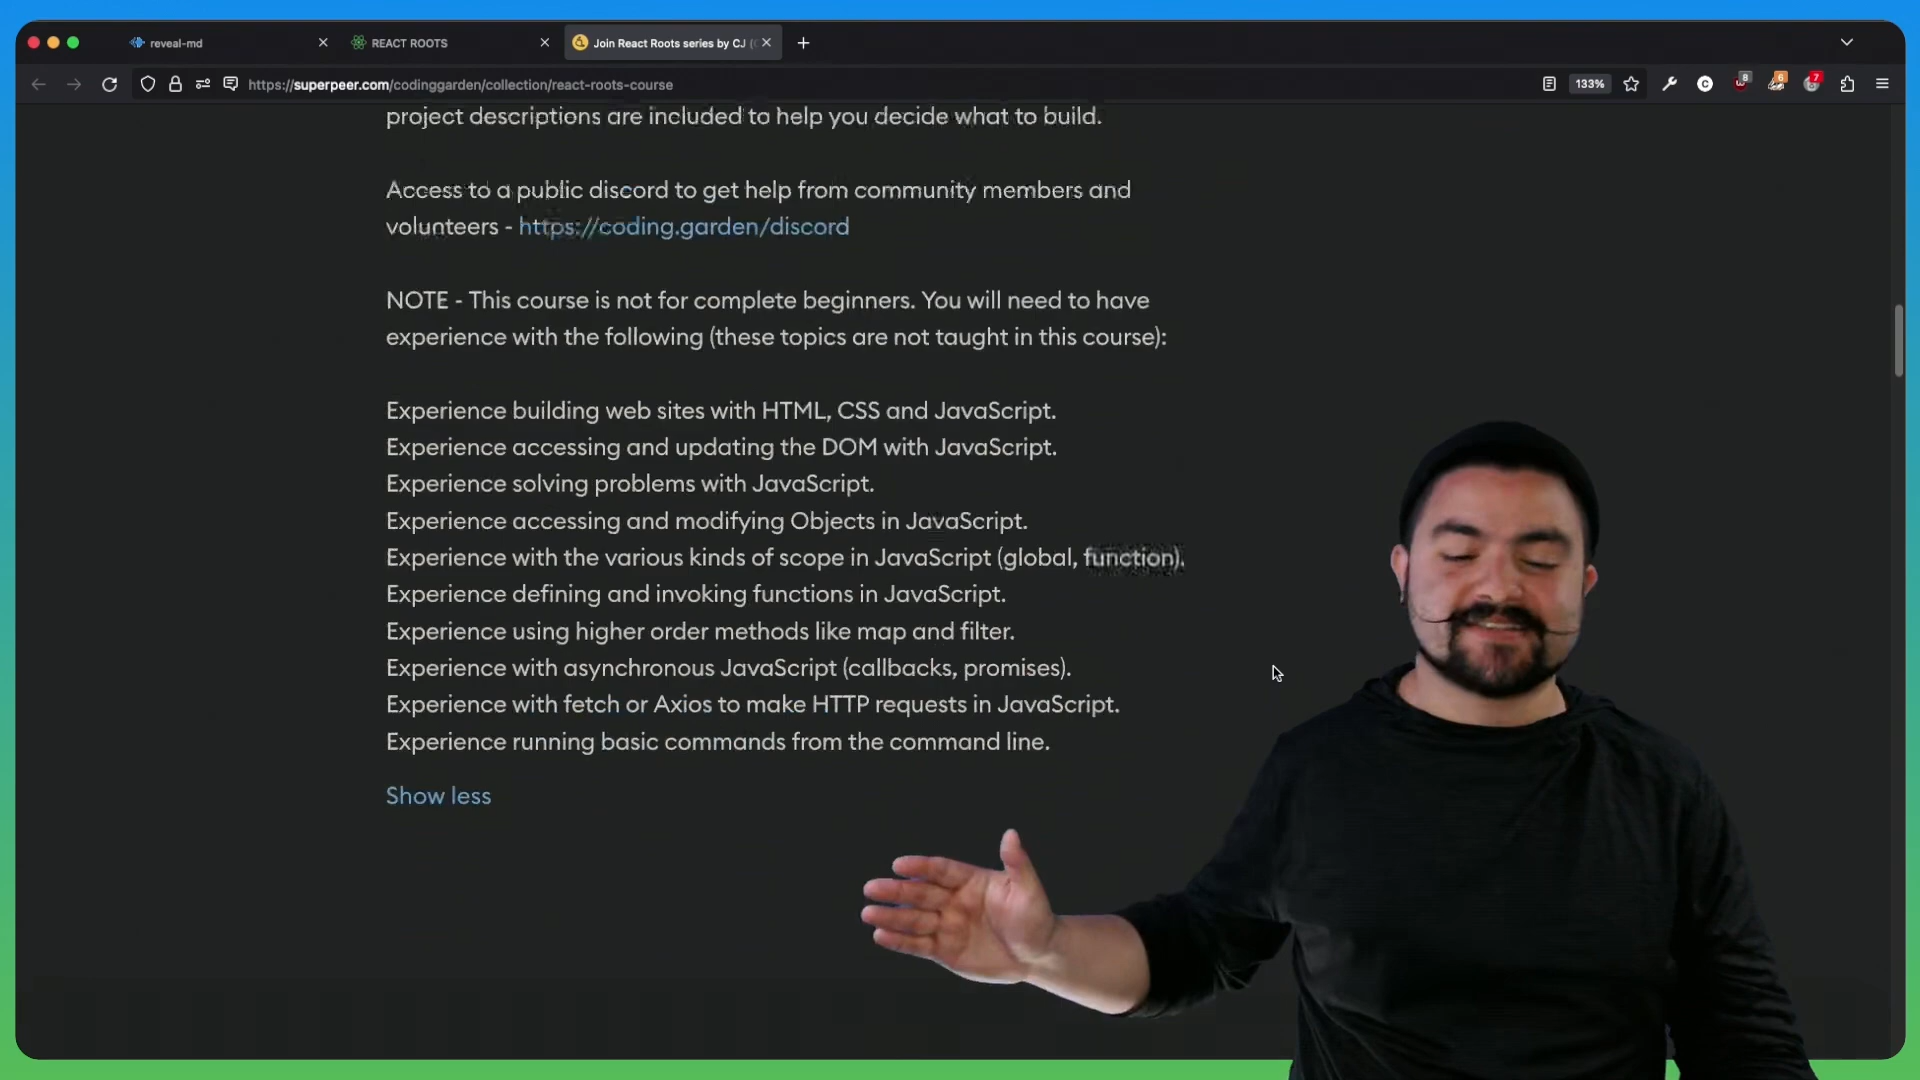 reveal-md
REACT ROOTS
Join React Roots series by CJ (
https://superpeer.com/codinggarden/collection/react-roots-course
133%
8
6
7
project descriptions are included to help you decide what to build.
Access to a public discord to get help from community members and
volunteers - https://coding.garden/discord
NOTE - This course is not for complete beginners. You will need to have
experience with the following (these topics are not taught in this course):
Experience building web sites with HTML, CSS and JavaScript.
Experience accessing and updating the DOM with JavaScript.
Experience solving problems with JavaScript.
Experience accessing and modifying Objects in JavaScript.
Experience with the various kinds of scope in JavaScript (global, function).
Experience defining and invoking functions in JavaScript.
Experience using higher order methods like map and filter.
Experience with asynchronous JavaScript (callbacks, promises).
Experience with fetch or Axios to make HTTP requests in JavaScript.
Experience running basic commands from the command line.
Show less